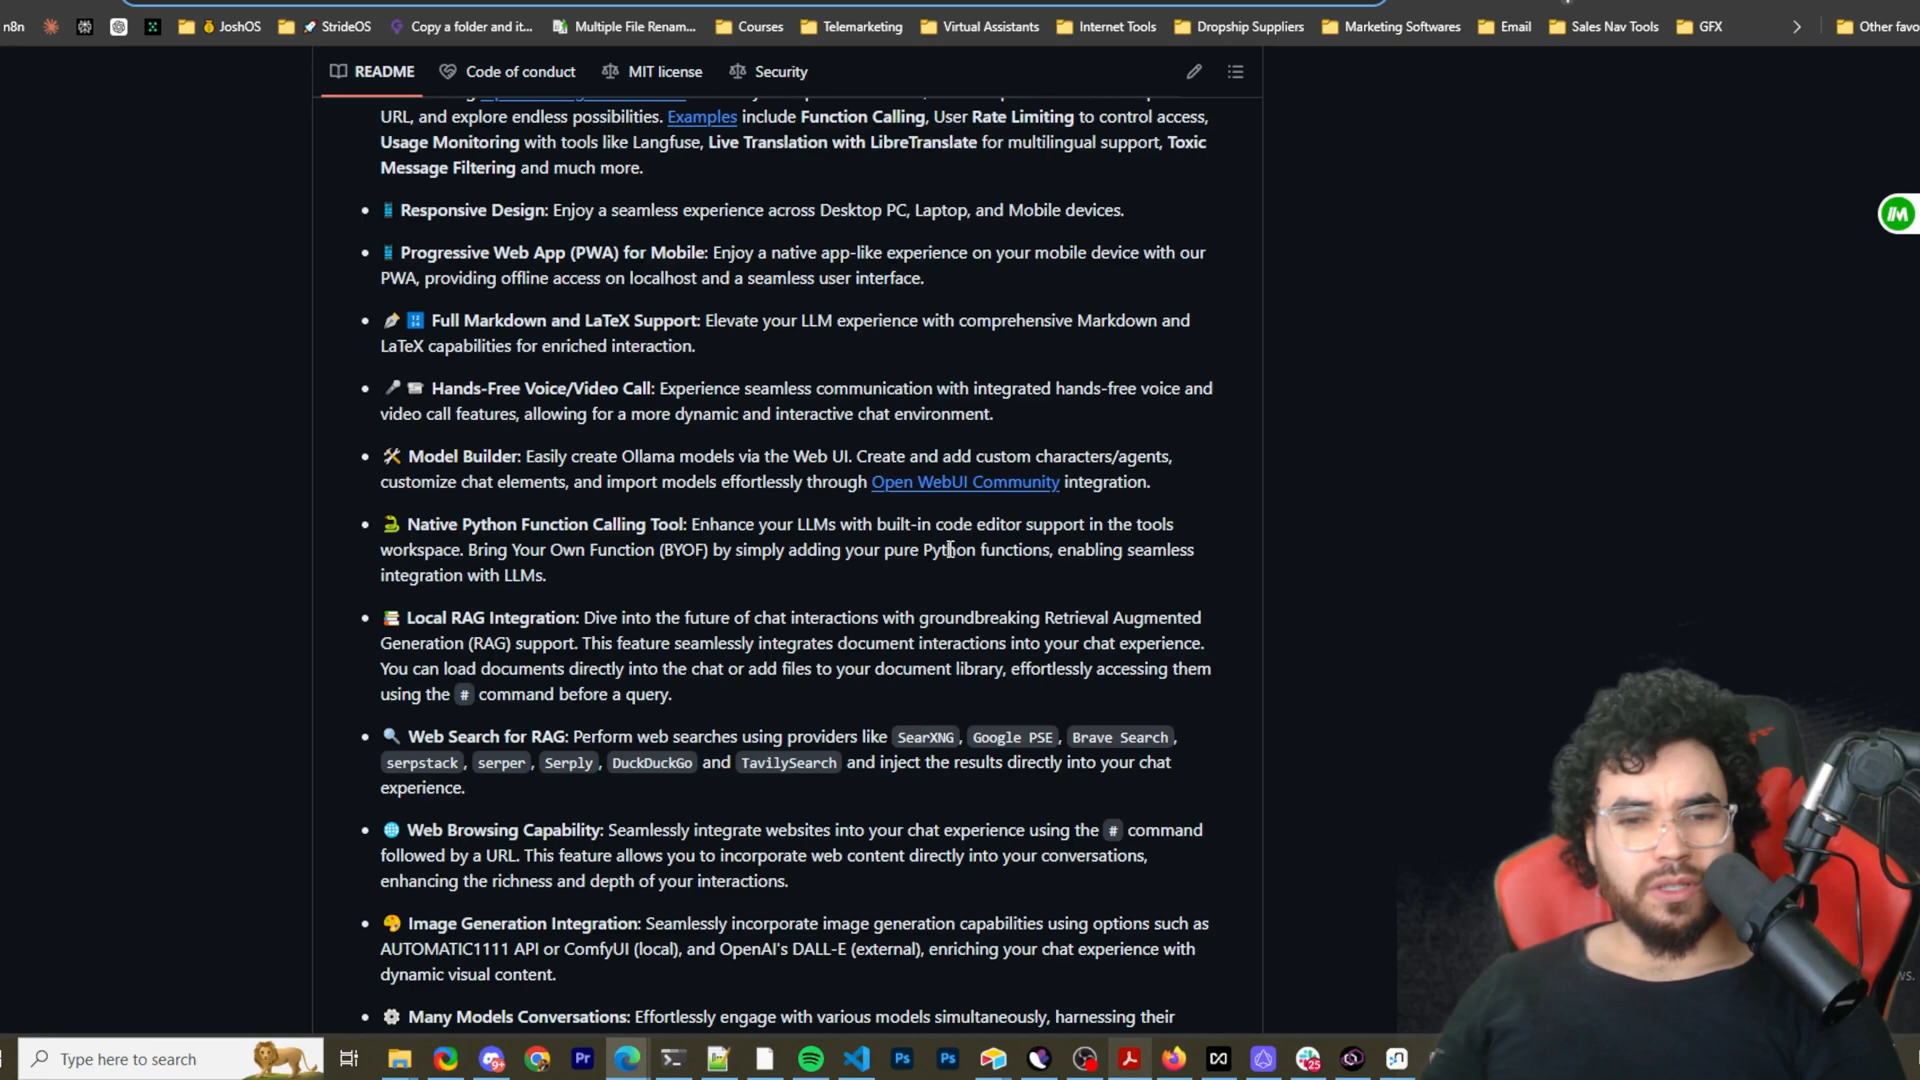 n8n JoshOS StrideOS Copy a folder and it... Multiple File Renam... Courses Telemarketing Virtual Assistants Internet Tools Dropship Suppliers Marketing Softwares Email Sales Nav Tools GFX Other favo
README Code of conduct MIT license Security
URL, and explore endless possibilities. Examples include Function Calling, User Rate Limiting to control access,
Usage Monitoring with tools like Langfuse, Live Translation with LibreTranslate for multilingual support, Toxic
Message Filtering and much more.
Responsive Design: Enjoy a seamless experience across Desktop PC, Laptop, and Mobile devices.
Progressive Web App (PWA) for Mobile: Enjoy a native app-like experience on your mobile device with our
PWA, providing offline access on localhost and a seamless user interface.
Full Markdown and LaTeX Support: Elevate your LLM experience with comprehensive Markdown and
LaTeX capabilities for enriched interaction.
Hands-Free Voice/Video Call: Experience seamless communication with integrated hands-free voice and
video call features, allowing for a more dynamic and interactive chat environment.
Model Builder: Easily create Ollama models via the Web UI. Create and add custom characters/agents,
customize chat elements, and import models effortlessly through Open WebUI Community integration.
Native Python Function Calling Tool: Enhance your LLMs with built-in code editor support in the tools
workspace. Bring Your Own Function (BYOF) by simply adding your pure Python functions, enabling seamless
integration with LLMs.
Local RAG Integration: Dive into the future of chat interactions with groundbreaking Retrieval Augmented
Generation (RAG) support. This feature seamlessly integrates document interactions into your chat experience.
You can load documents directly into the chat or add files to your document library, effortlessly accessing them
using the # command before a query.
Web Search for RAG: Perform web searches using providers like SearXNG, Google PSE, Brave Search,
serpstack, serper, Serply, DuckDuckGo and TavilySearch and inject the results directly into your chat
experience.
Web Browsing Capability: Seamlessly integrate websites into your chat experience using the # command
followed by a URL. This feature allows you to incorporate web content directly into your conversations,
enhancing the richness and depth of your interactions.
Image Generation Integration: Seamlessly incorporate image generation capabilities using options such as
AUTOMATIC1111 API or ComfyUI (local), and OpenAI's DALL-E (external), enriching your chat experience with
dynamic visual content.
ws.
Many Models Conversations: Effortlessly engage with various models simultaneously, harnessing their
Type here to search 9+ Pr Ps Ps 25